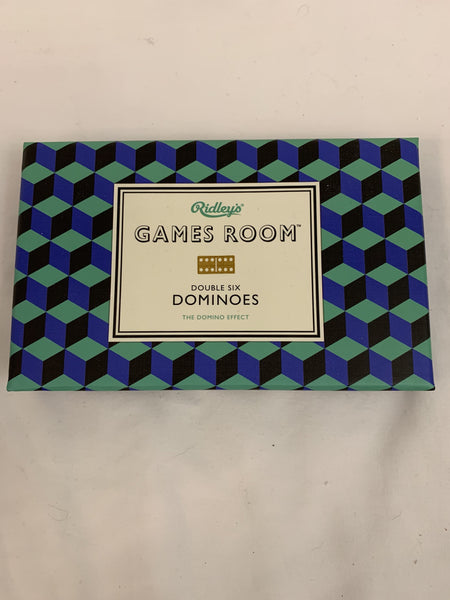 Ridley's®
GAMES ROOM™
DOUBLE SIX
DOMINOES
THE DOMINO EFFECT